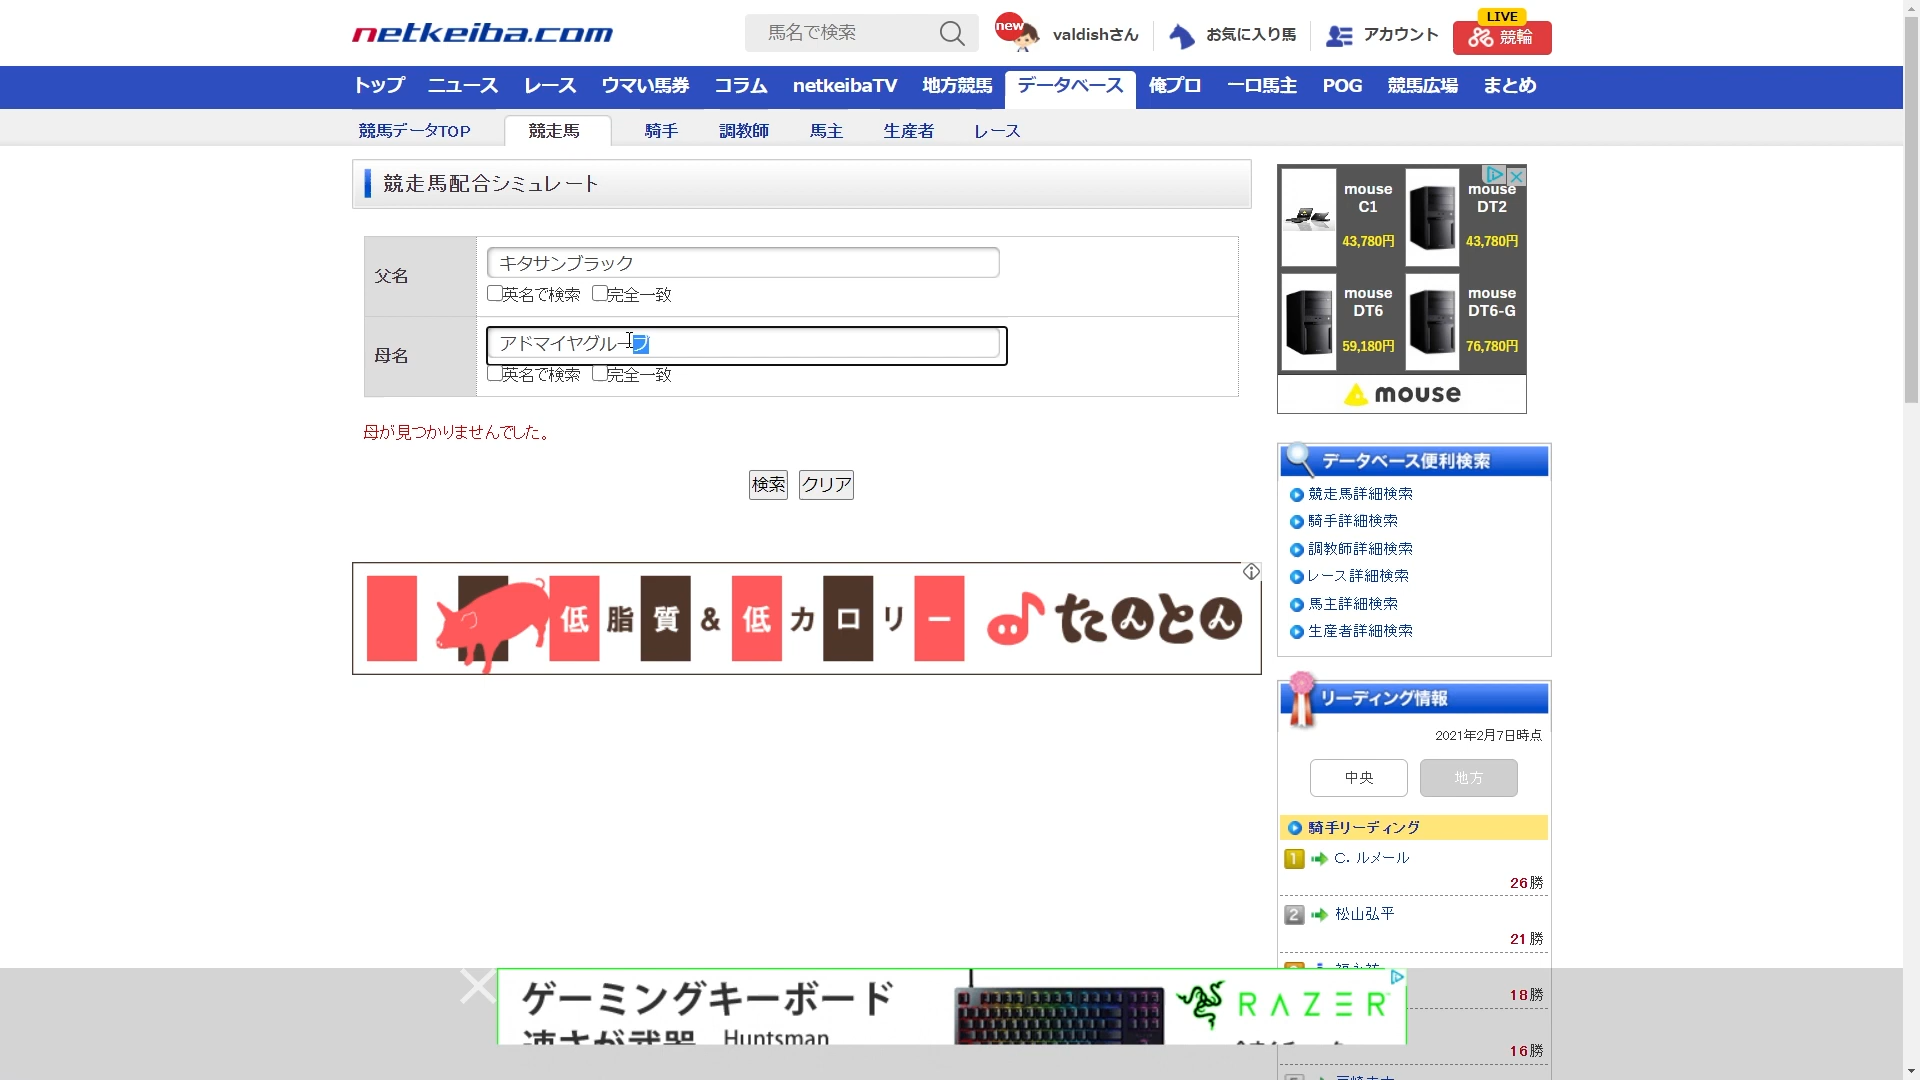 netkeiba.com
馬名で検索
new
valdishさん
お気に入り馬
アカウント
LIVE
競輪
トップ ニュース レース ウマい馬券 コラム netkeibaTV 地方競馬 データベース 俺プロ 一口馬主 POG 競馬広場 まとめ
競馬データTOP 競走馬 騎手 調教師 馬主 生産者 レース
競走馬配合シミュレート
父名
キタサンブラック
英名で検索 完全一致
母名
アドマイヤグループ
英名で検索 完全一致
母が見つかりませんでした。
検索 クリア
低脂質&低カロリー たんとん
mouse C1
43,780円
mouse DT2
43,780円
mouse DT6
59,180円
mouse DT6-G
76,780円
mouse
データベース便利検索
競走馬詳細検索
騎手詳細検索
調教師詳細検索
レース詳細検索
馬主詳細検索
生産者詳細検索
リーディング情報
2021年2月7日時点
中央 地方
騎手リーディング
1 C. ルメール
26勝
2 松山弘平
21勝
18勝
16勝
ゲーミングキーボード
速さが武器 Huntsman
RAZER